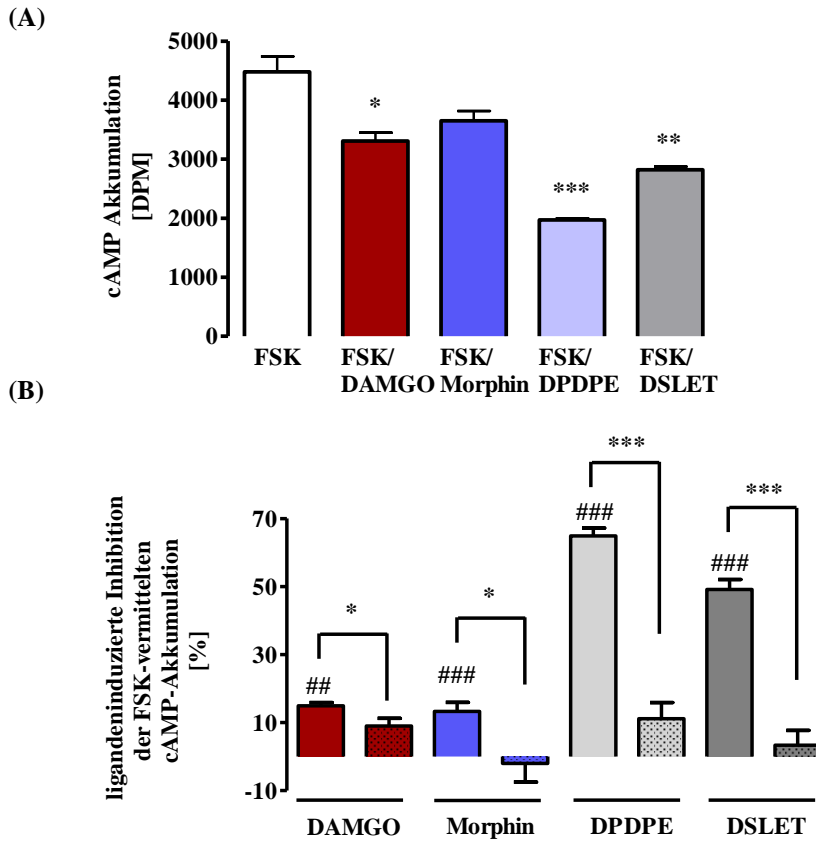 (A)
cAMP Akkumulation
[DPM]
5000
4000
3000
2000
1000
0
*
***
**
FSK
FSK/
DAMGO
FSK/
Morphin
FSK/
DPDPE
FSK/
DSLET
(B)
ligandeninduzierte Inhibition
der FSK-vermittelten
cAMP-Akkumulation
[%]
70
50
30
10
-10
##
*
###
*
###
***
###
***
DAMGO
Morphin
DPDPE
DSLET